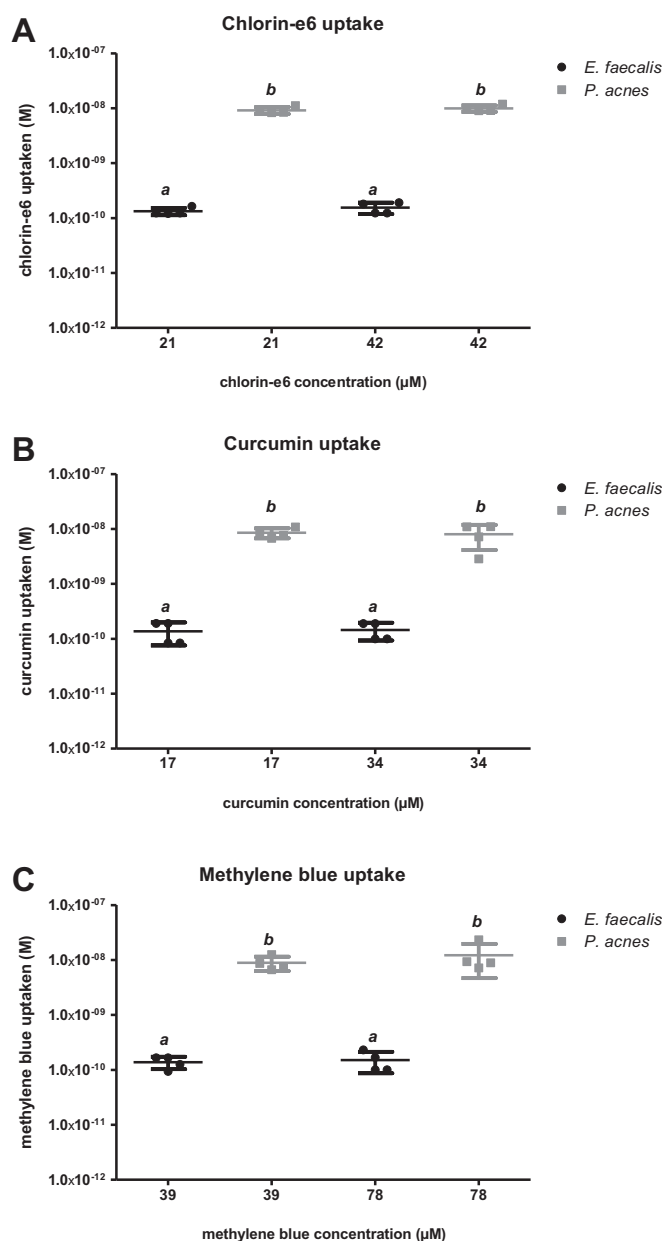 A
Chlorin-e6 uptake
chlorin-e6 uptaken (M)
1.0x10-07
1.0x10-08
1.0x10-09
1.0x10-10
1.0x10-11
1.0x10-12
a
b
a
b
21
21
42
42
chlorin-e6 concentration (µM)
E. faecalis
P. acnes
B
Curcumin uptake
curcumin uptaken (M)
1.0x10-07
1.0x10-08
1.0x10-09
1.0x10-10
1.0x10-11
1.0x10-12
a
b
a
b
17
17
34
34
curcumin concentration (µM)
E. faecalis
P. acnes
C
Methylene blue uptake
methylene blue uptaken (M)
1.0x10-07
1.0x10-08
1.0x10-09
1.0x10-10
1.0x10-11
1.0x10-12
a
b
a
b
39
39
78
78
methylene blue concentration (µM)
E. faecalis
P. acnes